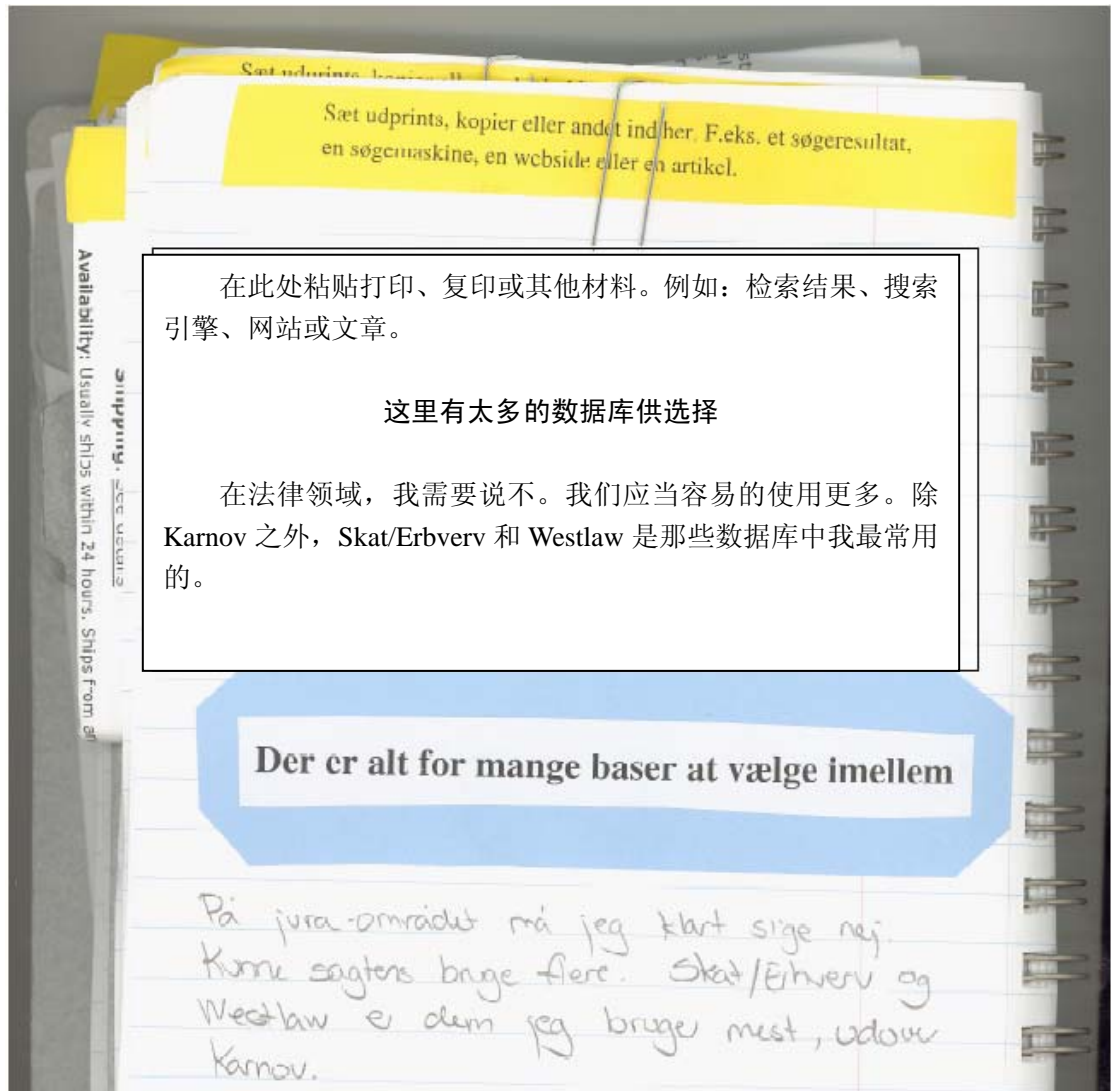 Sæt udprints, kopier eller andet ind her. F.eks. et søgeresultat,
en søgemaskine, en webside eller en artikel.
Availability: Usually ships within 24 hours. Ships from an
在此处粘贴打印、复印或其他材料。例如：检索结果、搜索
引擎、网站或文章。
这里有太多的数据库供选择
在法律领域，我需要说不。我们应当容易的使用更多。除
Karnov 之外，Skat/Erbverv 和 Westlaw 是那些数据库中我最常用
的。
Der er alt for mange baser at vælge imellem
På jura-området må jeg klart sige nej.
Kunne sagtens bruge flere. Skat/Erhverv og
Westlaw er dem jeg bruger mest, udover
Karnov.